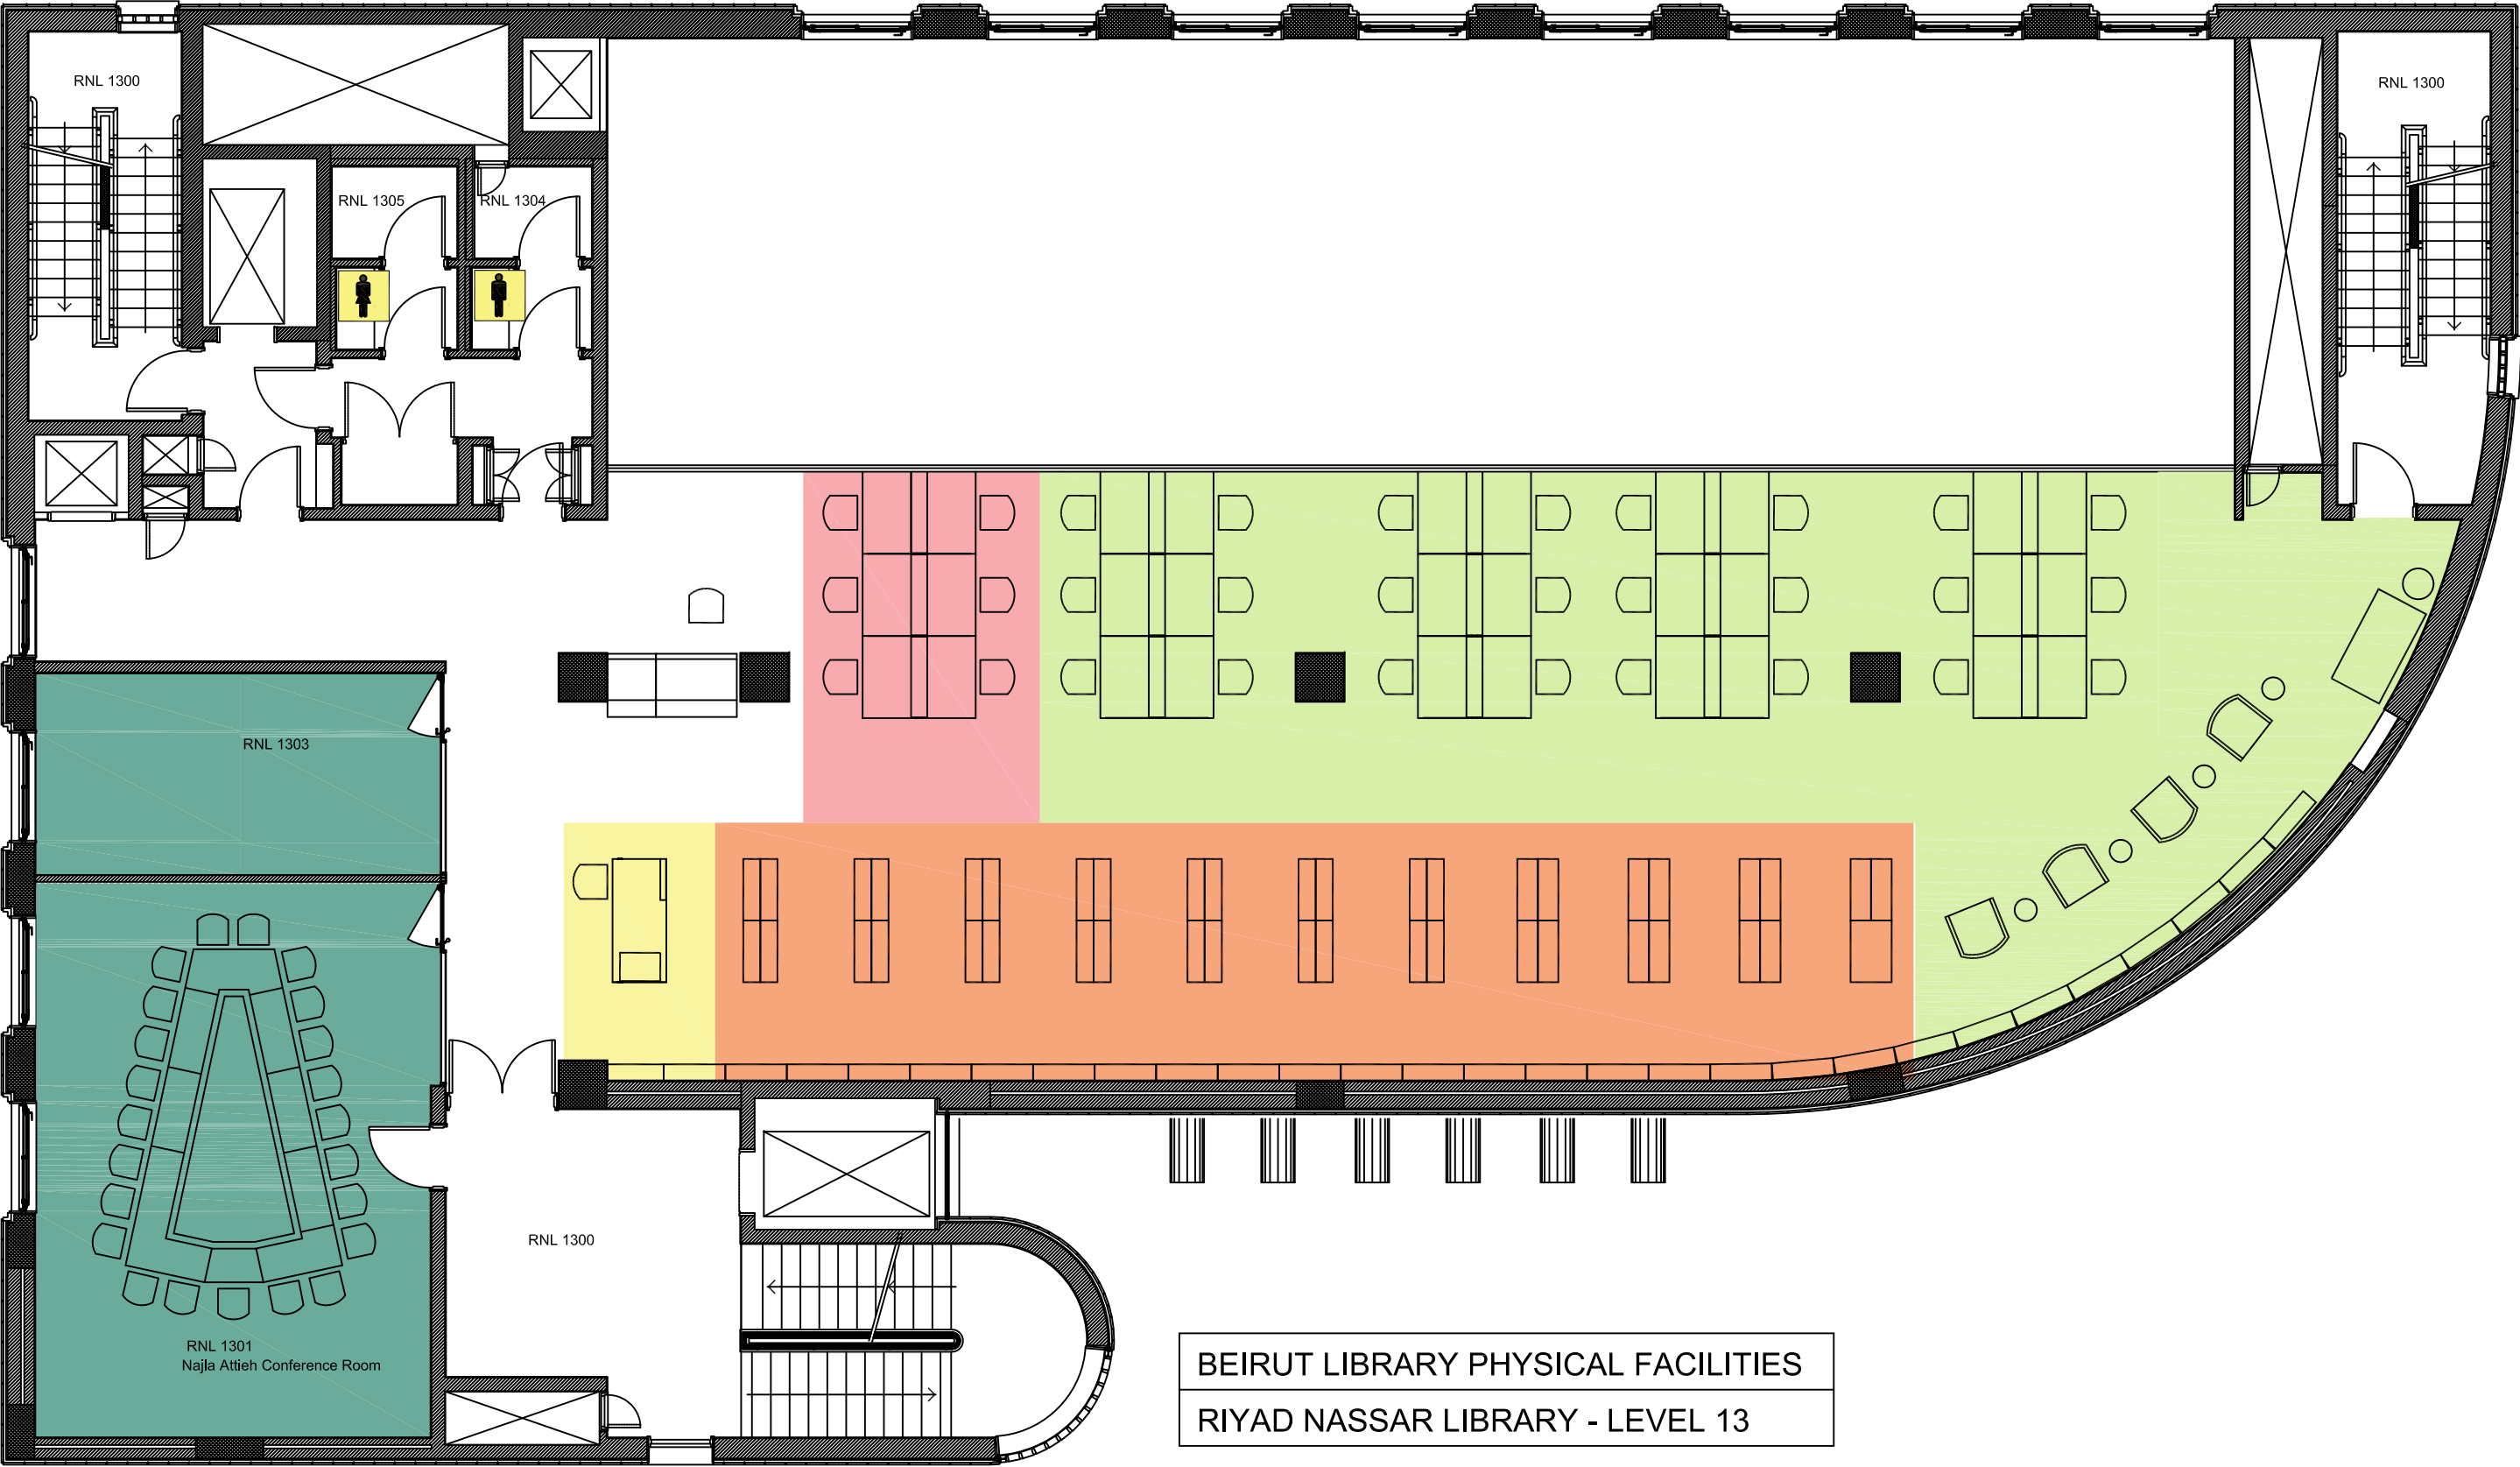 RNL 1300
RNL 1300
RNL 1305
RNL 1304
RNL 1303
RNL 1300
RNL 1301
Najla Attieh Conference Room
BEIRUT LIBRARY PHYSICAL FACILITIES
RIYAD NASSAR LIBRARY - LEVEL 13